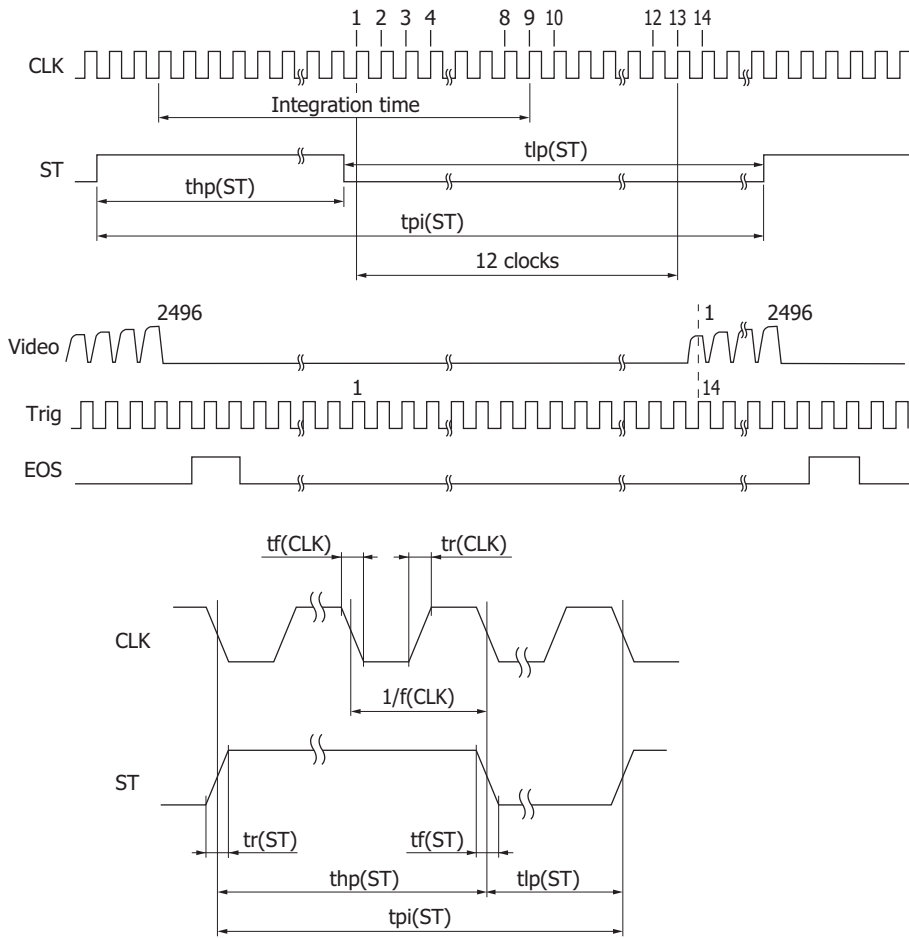 1 2 3 4 8 9 10 12 13 14
CLK
Integration time
ST
tlp(ST)
thp(ST)
tpi(ST)
12 clocks
2496 1 2496
Video
1 14
Trig
EOS
tf(CLK) tr(CLK)
CLK
1/f(CLK)
ST
tr(ST) tf(ST)
thp(ST) tlp(ST)
tpi(ST)